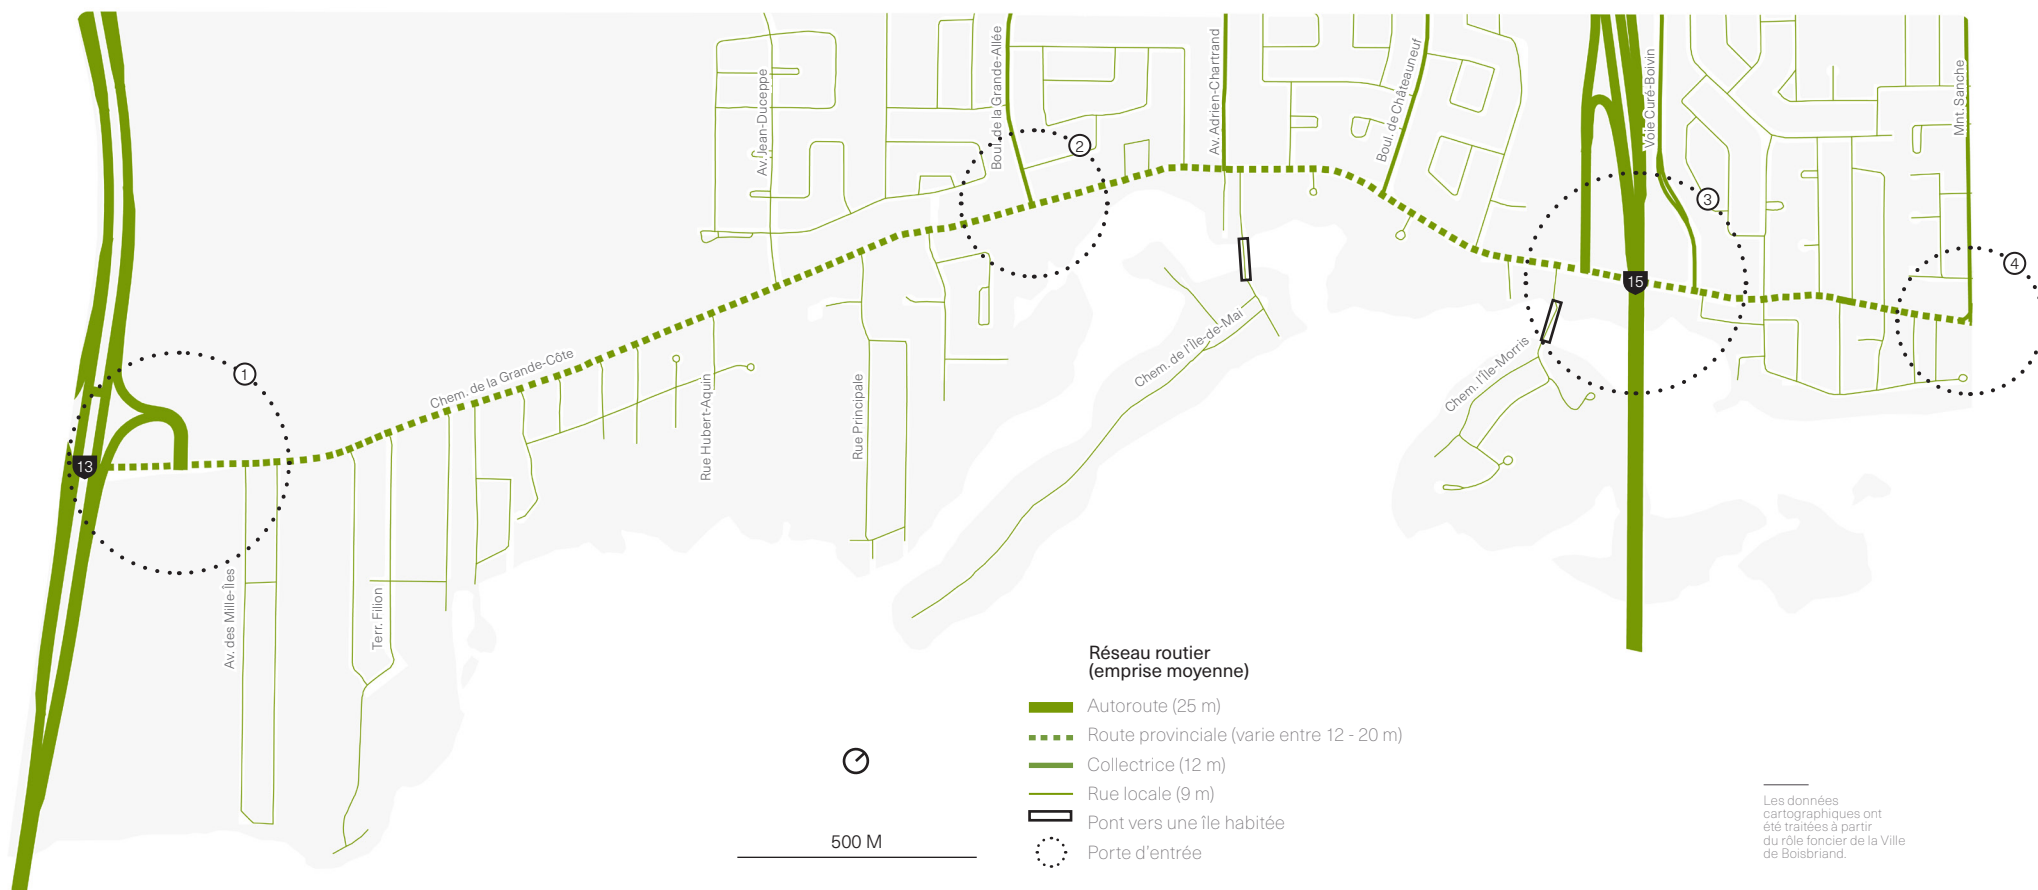 Av. Jean-Duceppe
Boul. de la Grande-Allée
Av. Adrien-Chartrand
Boul. de Châteauneuf
Voie Curé-Boivin
Mnt. Sanche
2
3
4
15
1
Chem. de la Grande-Côte
Rue Hubert-Aquin
Rue Principale
Chem. de l'Île-de-Mai
Chem. l'Île-Morris
13
Av. des Mille-Îles
Terr. Filion
Réseau routier
(emprise moyenne)
Autoroute (25 m)
Route provinciale (varie entre 12 - 20 m)
Collectrice (12 m)
Rue locale (9 m)
Pont vers une île habitée
Porte d'entrée
500 M
Les données
cartographiques ont
été traitées à partir
du rôle foncier de la Ville
de Boisbriand.